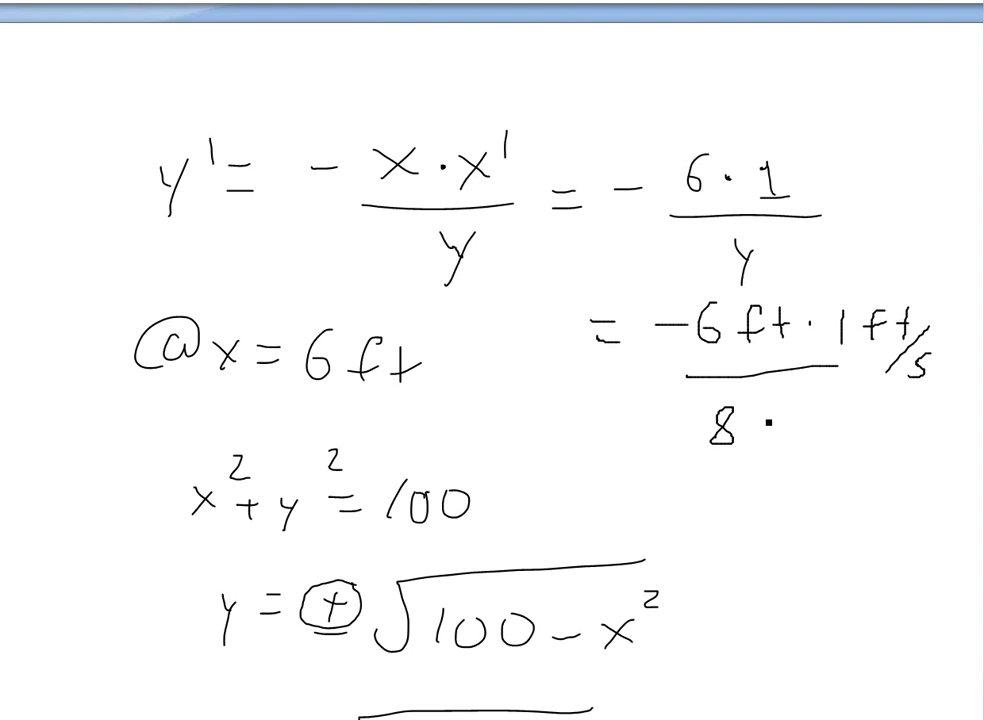 y' = - x · x' / y = - 6 · 1 / y
@ x = 6 ft
= -6 ft · 1 ft/s / 8 ·
x² + y² = 100
y = ± √100 - x²